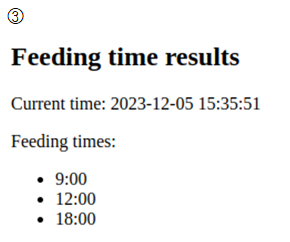 ③
Feeding time results
Current time: 2023-12-05 15:35:51
Feeding times:
• 9:00
• 12:00
• 18:00